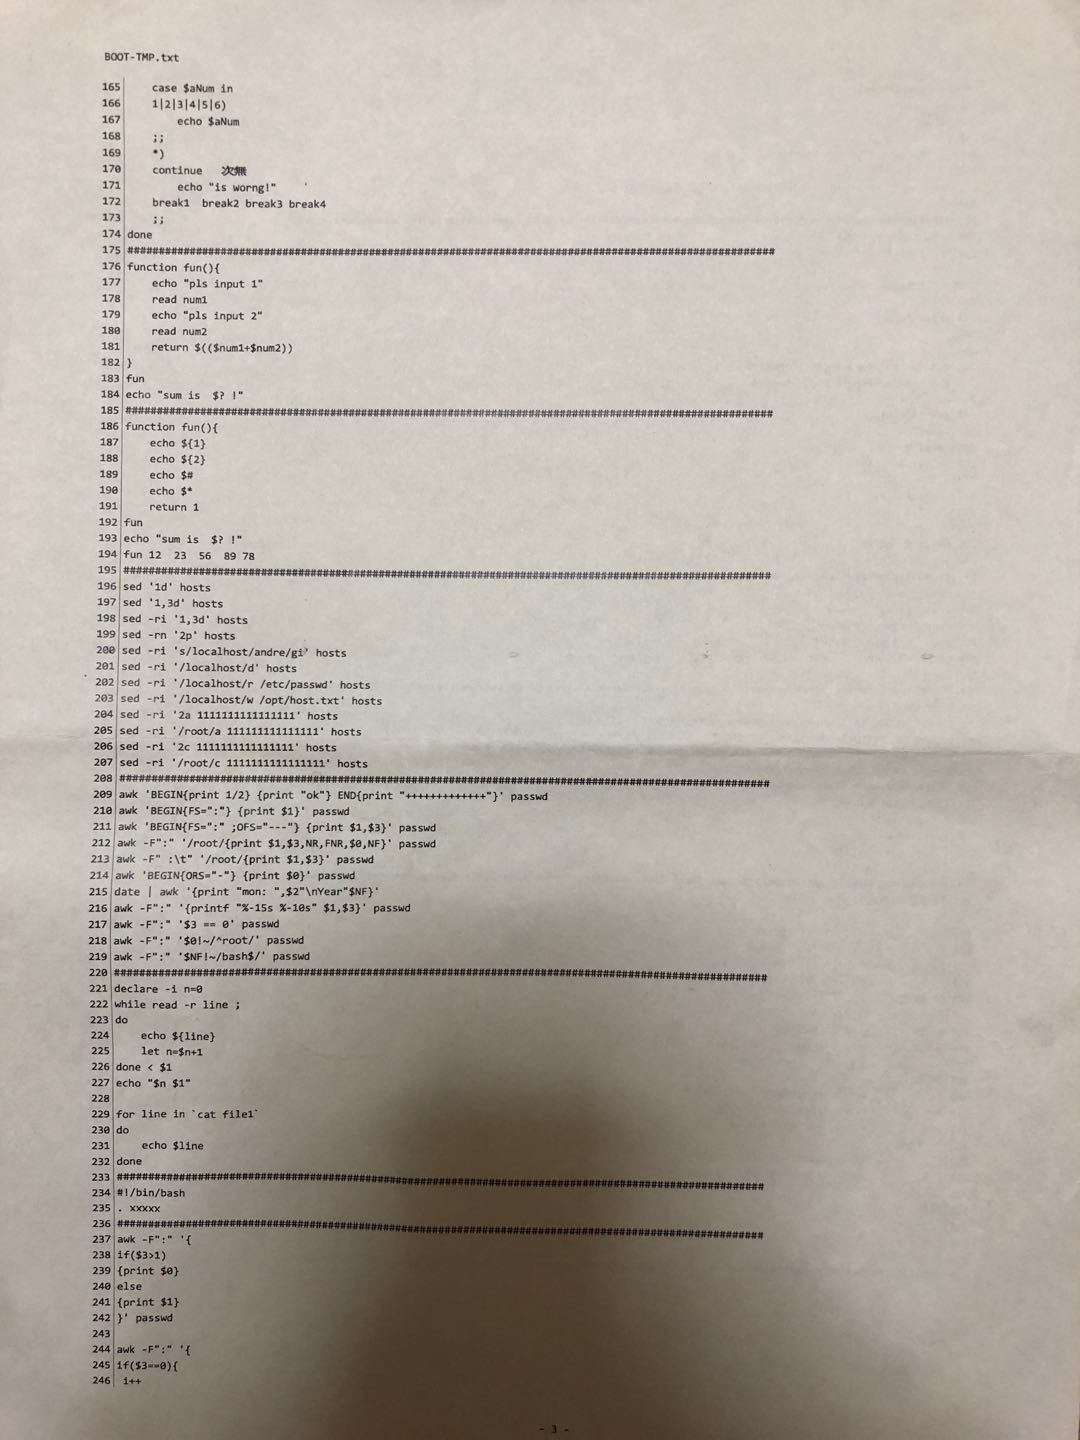 BOOT-TMP.txt
165     case $aNum in
166     1|2|3|4|5|6)
167         echo $aNum
168     ;;
169     *)
170     continue   次無
171         echo "is worng!"
172     break1  break2 break3 break4
173     ;;
174 done
175 ########################################################################################################
176 function fun(){
177     echo "pls input 1"
178     read num1
179     echo "pls input 2"
180     read num2
181     return $(($num1+$num2))
182 }
183 fun
184 echo "sum is  $? !"
185 ########################################################################################################
186 function fun(){
187     echo ${1}
188     echo ${2}
189     echo $#
190     echo $*
191     return 1
192 fun
193 echo "sum is  $? !"
194 fun 12  23  56  89 78
195 ########################################################################################################
196 sed '1d' hosts
197 sed '1,3d' hosts
198 sed -ri '1,3d' hosts
199 sed -rn '2p' hosts
200 sed -ri 's/localhost/andre/gi' hosts
201 sed -ri '/localhost/d' hosts
202 sed -ri '/localhost/r /etc/passwd' hosts
203 sed -ri '/localhost/w /opt/host.txt' hosts
204 sed -ri '2a 1111111111111111' hosts
205 sed -ri '/root/a 111111111111111' hosts
206 sed -ri '2c 1111111111111111' hosts
207 sed -ri '/root/c 1111111111111111' hosts
208 ########################################################################################################
209 awk 'BEGIN{print 1/2} {print "ok"} END{print "+++++++++++++"}' passwd
210 awk 'BEGIN{FS=":"} {print $1}' passwd
211 awk 'BEGIN{FS=":" ;OFS="---"} {print $1,$3}' passwd
212 awk -F":" '/root/{print $1,$3,NR,FNR,$0,NF}' passwd
213 awk -F" :\t" '/root/{print $1,$3}' passwd
214 awk 'BEGIN{ORS="-"} {print $0}' passwd
215 date | awk '{print "mon: ",$2"\nYear"$NF}'
216 awk -F":" '{printf "%-15s %-10s" $1,$3}' passwd
217 awk -F":" '$3 == 0' passwd
218 awk -F":" '$0!~/^root/' passwd
219 awk -F":" '$NF!~/bash$/' passwd
220 ########################################################################################################
221 declare -i n=0
222 while read -r line ;
223 do
224     echo ${line}
225     let n=$n+1
226 done < $1
227 echo "$n $1"
228
229 for line in `cat file1`
230 do
231     echo $line
232 done
233 ########################################################################################################
234 #!/bin/bash
235 . xxxxx
236 ########################################################################################################
237 awk -F":" '{
238 if($3>1)
239 {print $0}
240 else
241 {print $1}
242 }' passwd
243
244 awk -F":" '{
245 if($3==0){
246  i++
- 3 -